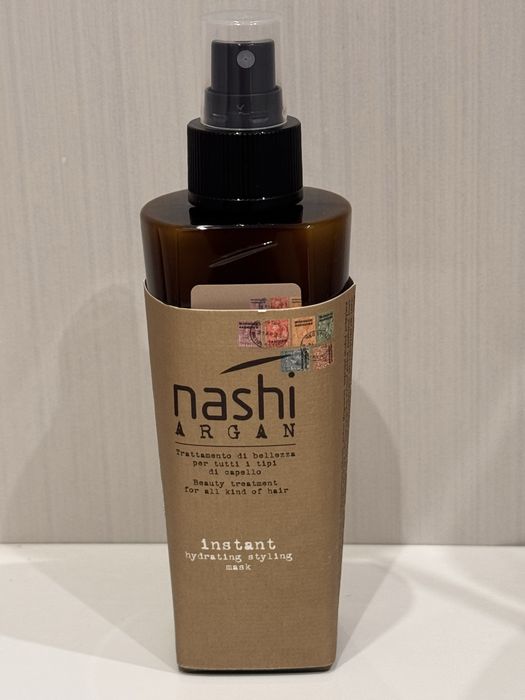 nashi
ARGAN
Trattamento di bellezza
per tutti i tipi
di capello
Beauty treatment
for all kind of hair
instant
hydrating styling
mask